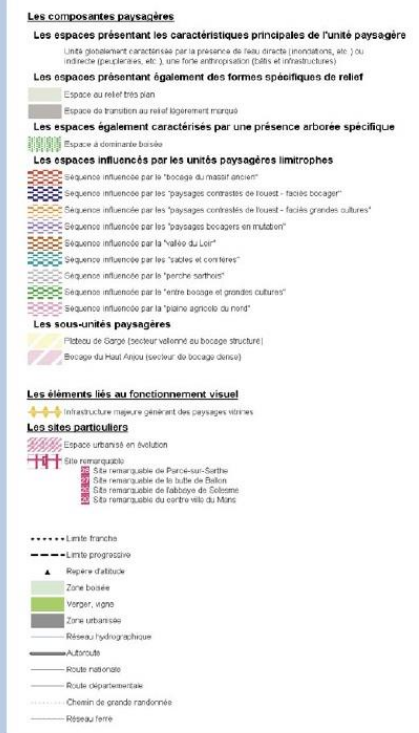 Les composantes paysagères
Les espaces présentant les caractéristiques principales de l'unité paysagère
Unité globalement caractérisée par la présence de l'eau directe (inondations, etc.) ou
indirecte (peupleraies, etc.), une forte anthropisation (bâtis et infrastructures)
Les espaces présentant également des formes spécifiques de relief
Espace au relief très plan
Espace de transition au relief légèrement marqué
Les espaces également caractérisés par une présence arborée spécifique
Espace à dominante boisée
Les espaces influencés par les unités paysagères limitrophes
Séquence influencée par le "bocage du massif ancien"
Séquence influencée par les "paysages contrastés de l'ouest - faciès bocager"
Séquence influencée par les "paysages contrastés de l'ouest - faciès grandes cultures"
Séquence influencée par les "paysages bocagers en mutation"
Séquence influencée par la "vallée du Loir"
Séquence influencée par les "sables et conifères"
Séquence influencée par le "perche sarthois"
Séquence influencée par le "entre bocage et grandes cultures"
Séquence influencée par la "plaine agricole du nord"
Les sous-unités paysagères
Plateau de Sargé (secteur vallonné au bocage structuré)
Bocage du Haut Anjou (secteur de bocage dense)
Les éléments liés au fonctionnement visuel
Infrastructure majeure générant des paysages vitrines
Les sites particuliers
Espace urbanisé en évolution
Site remarquable
Site remarquable de Parcé-sur-Sarthe
Site remarquable de la butte de Ballon
Site remarquable de l'abbaye de Solesme
Site remarquable du centre ville du Mans
Limite franche
Limite progressive
Repère d'altitude
Zone boisée
Verger, vigne
Zone urbanisée
Réseau hydrographique
Autoroute
Route nationale
Route départementale
Chemin de grande randonnée
Réseau ferré